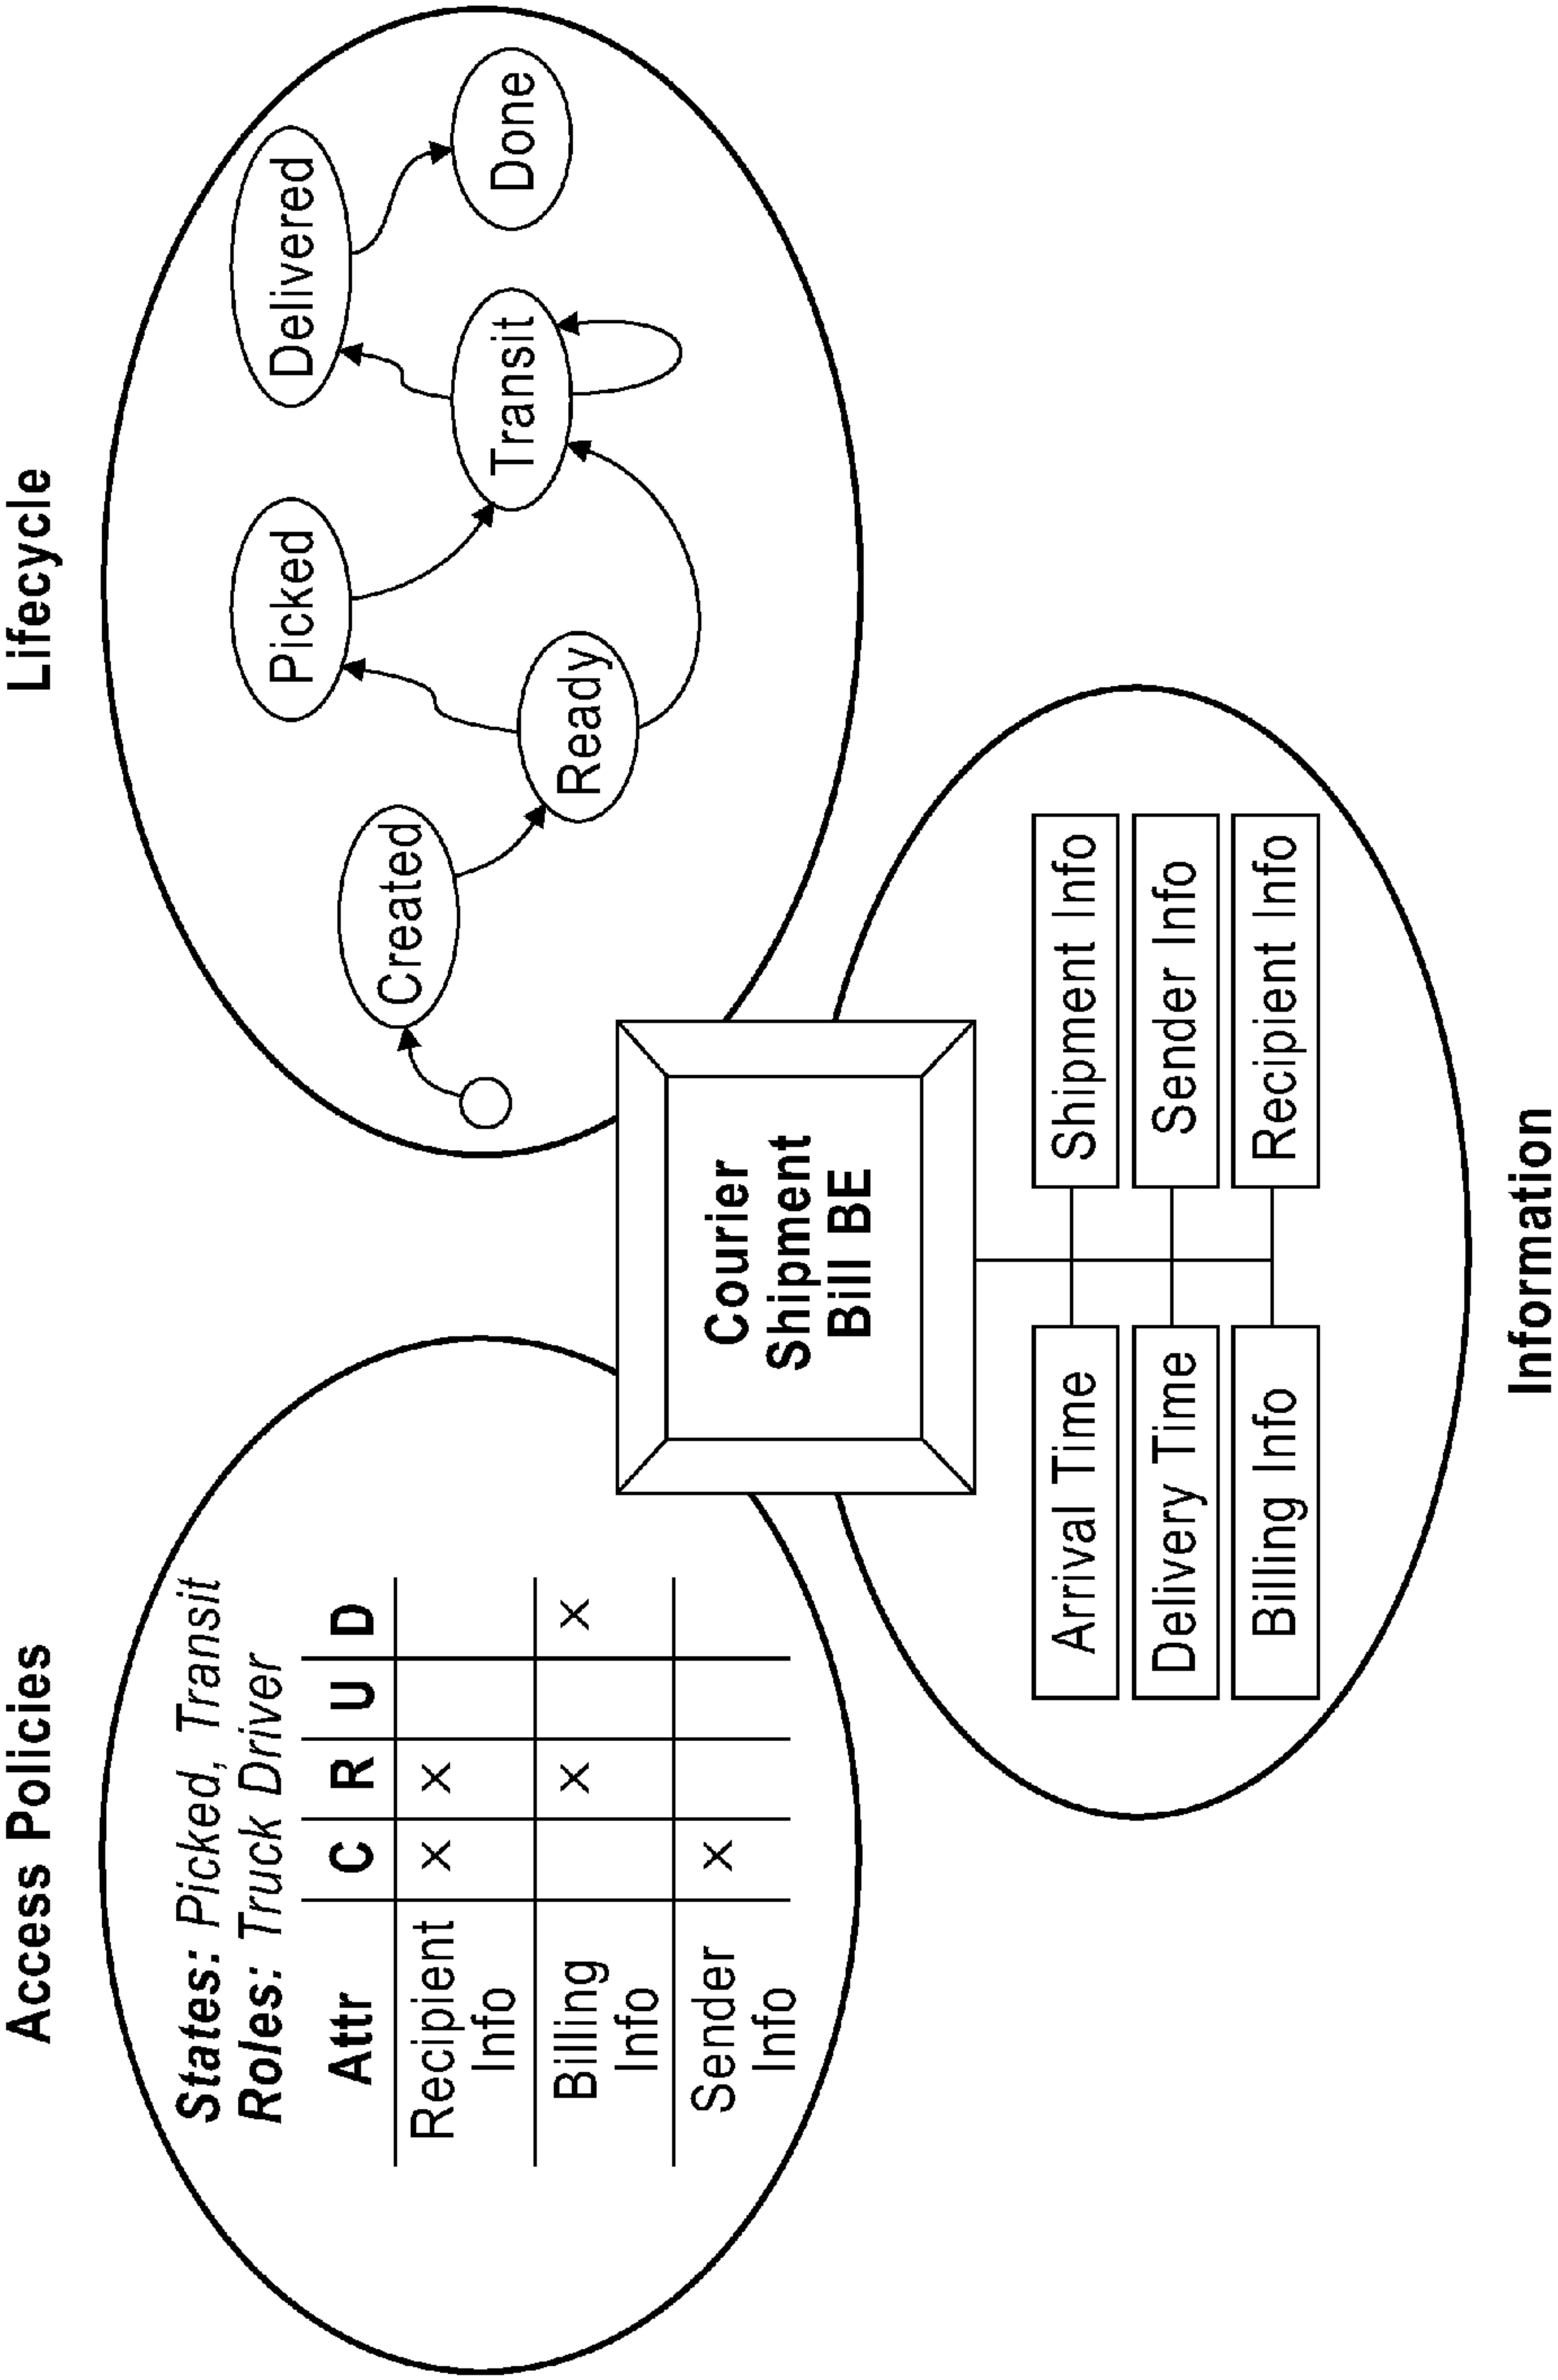 Access Policies
States: Picked, Transit
Roles: Truck Driver
Attr C R U D
Recipient x x
Info
Billing x x
Info
Sender x
Info
Lifecycle
Created
Ready
Picked
Transit
Delivered
Done
Courier
Shipment
Bill BE
Arrival Time
Shipment Info
Delivery Time
Sender Info
Billing Info
Recipient Info
Information